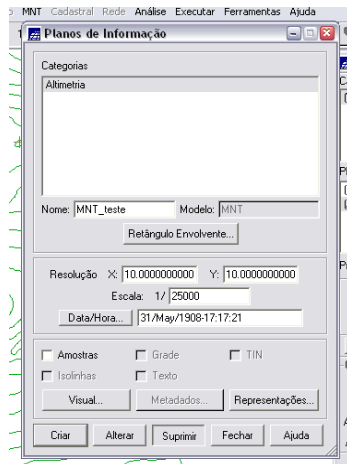 MNT Cadastral Rede Análise Executar Ferramentas Ajuda
Planos de Informação
Categorias
Altimetria
Nome: MNT_teste Modelo: MNT
Retângulo Envolvente...
Resolução X: 10.0000000000 Y: 10.0000000000
Escala: 1/ 25000
Data/Hora... 31/May/1908-17:17:21
Amostras Grade TIN
Isolinhas Texto
Visual... Metadados... Representações...
Criar Alterar Suprimir Fechar Ajuda